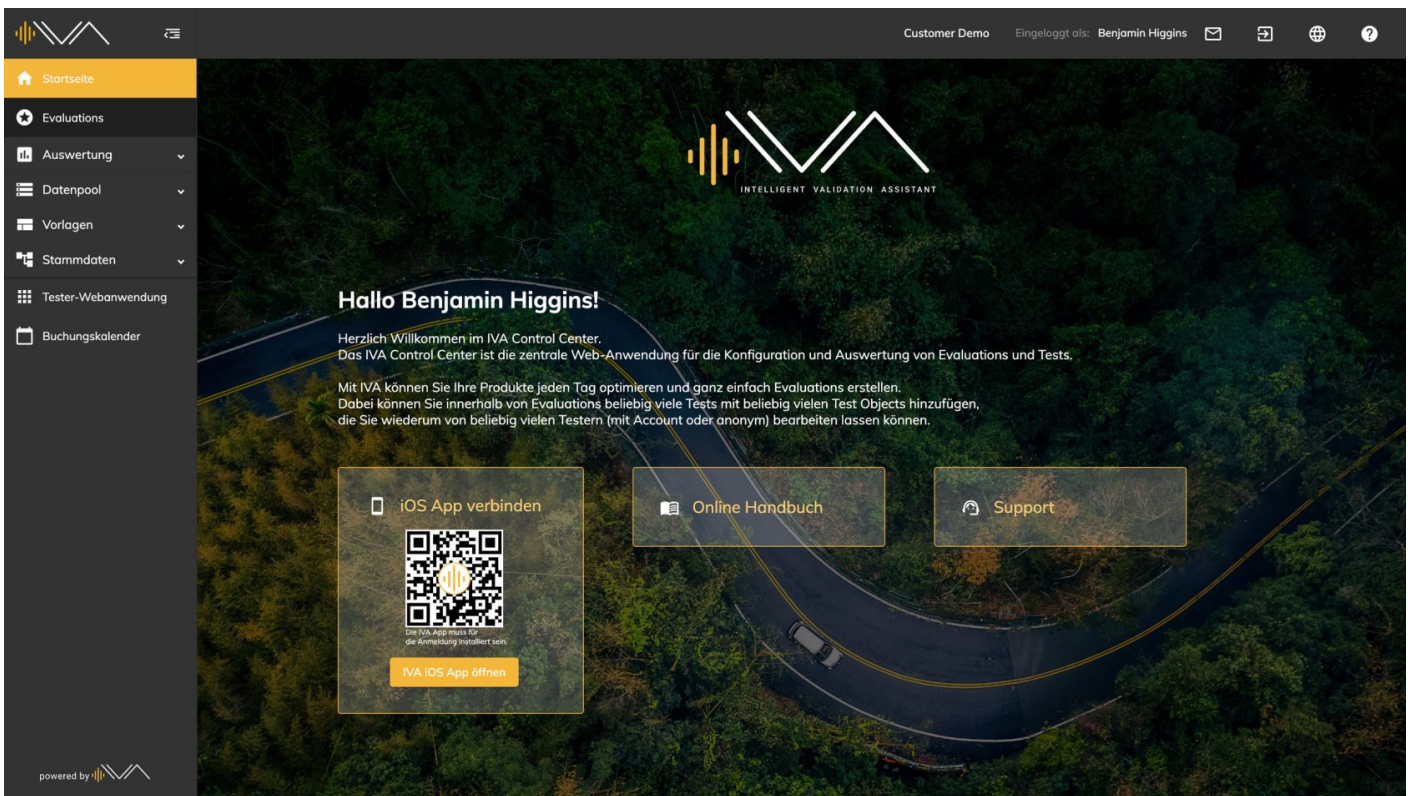 IVA
Customer Demo
Eingeloggt als: Benjamin Higgins
Startseite
Evaluations
Auswertung
Datenpool
Vorlagen
Stammdaten
Tester-Webanwendung
Buchungskalender
IVA
INTELLIGENT VALIDATION ASSISTANT
Hallo Benjamin Higgins!
Herzlich Willkommen im IVA Control Center.
Das IVA Control Center ist die zentrale Web-Anwendung für die Konfiguration und Auswertung von Evaluations und Tests.
Mit IVA können Sie Ihre Produkte jeden Tag optimieren und ganz einfach Evaluations erstellen.
Dabei können Sie innerhalb von Evaluations beliebig viele Tests mit beliebig vielen Test Objects hinzufügen,
die Sie wiederum von beliebig vielen Testern (mit Account oder anonym) bearbeiten lassen können.
iOS App verbinden
Die IVA App muss für
die Anmeldung installiert sein.
IVA iOS App öffnen
Online Handbuch
Support
powered by IVA